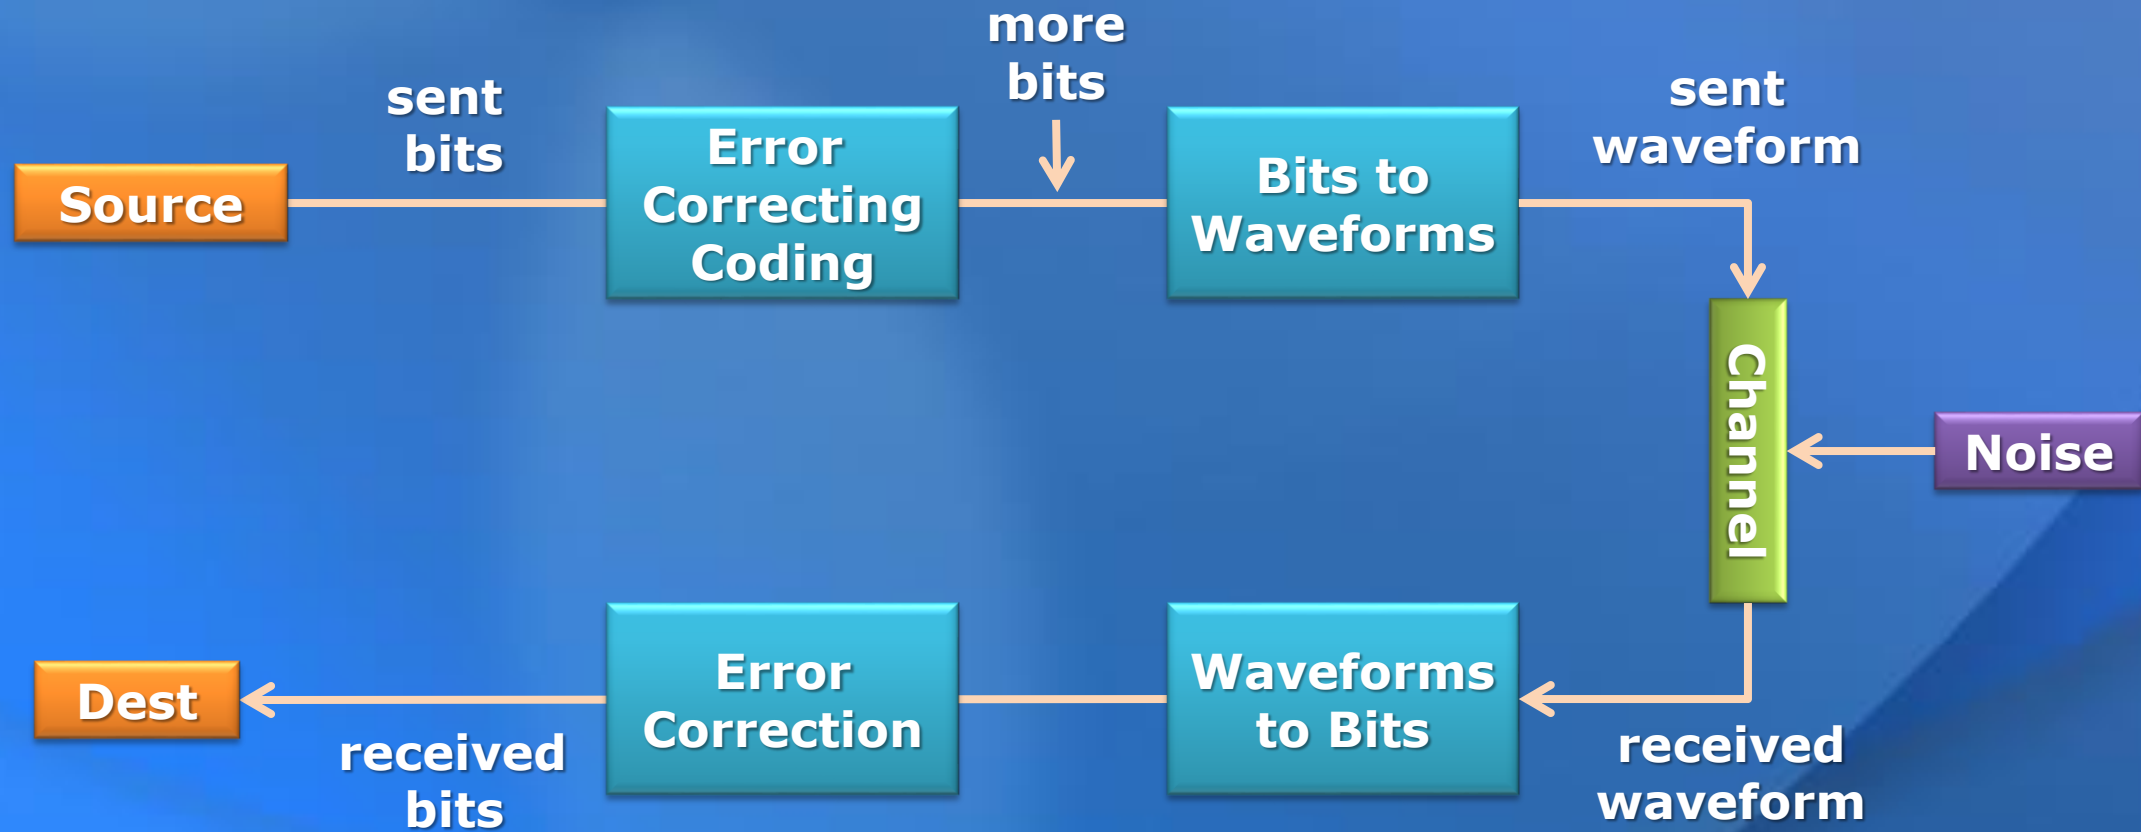 more
bits
sent
bits
sent
waveform
Source
Error
Correcting
Coding
Bits to
Waveforms
Channel
Noise
Dest
Error
Correction
Waveforms
to Bits
received
bits
received
waveform